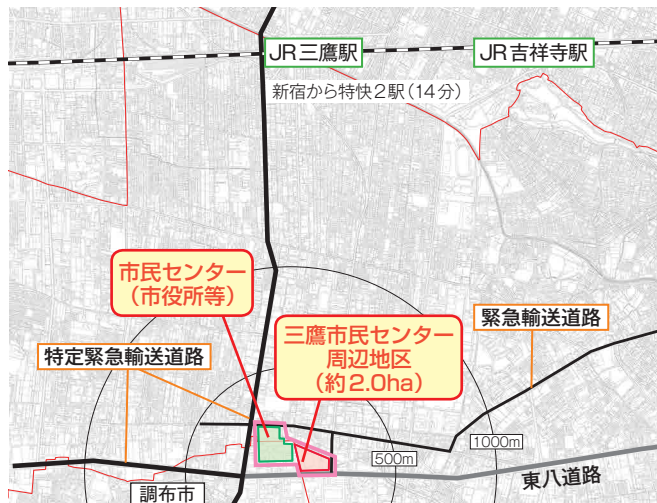 JR三鷹駅
JR吉祥寺駅
新宿から特快2駅(14分)
市民センター
(市役所等)
緊急輸送道路
三鷹市民センター
周辺地区
(約2.0ha)
特定緊急輸送道路
1000m
500m
東八道路
調布市